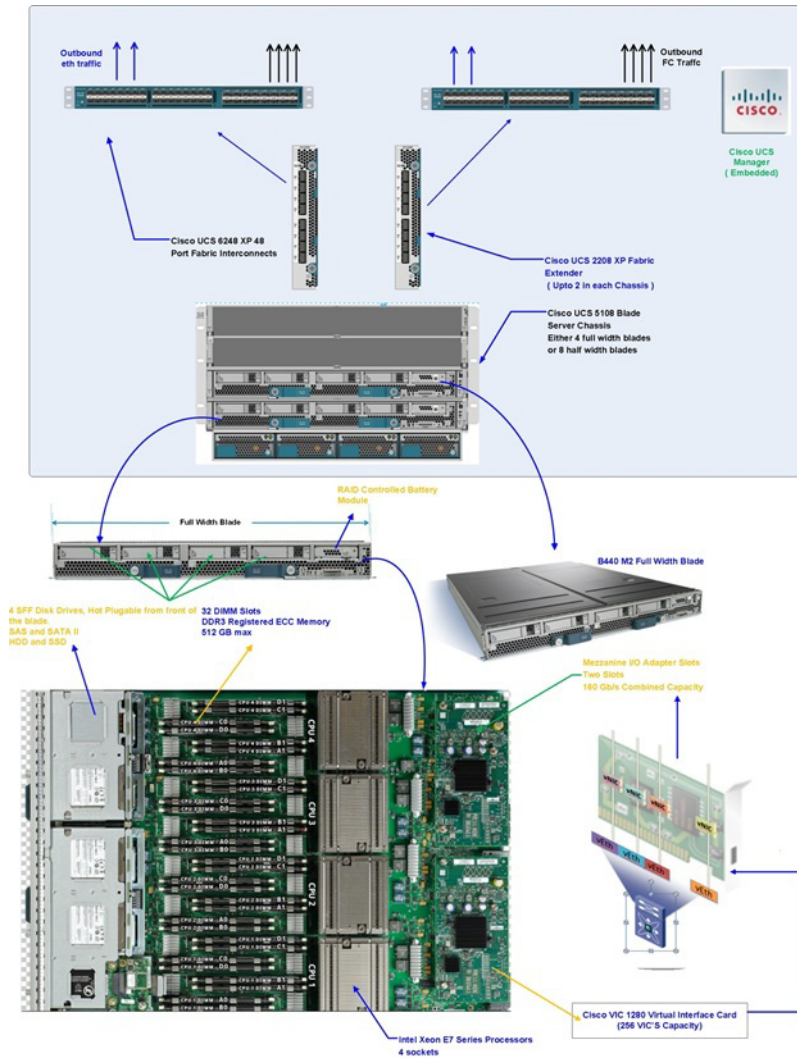 Outbound
eth traffic
Outbound
FC Traffc
CISCO.
Cisco UCS
Manager
( Embedded)
Cisco UCS 6248 XP 48
Port Fabric Interconnects
Cisco UCS 2208 XP Fabric
Extender
( Upto 2 in each Chassis )
Cisco UCS 5108 Blade
Server Chassis
Either 4 full width blades
or 8 half width blades
RAID Controlled Battery
Module
Full Width Blade
B440 M2 Full Width Blade
4 SFF Disk Drives, Hot Plugable from front of
the blade.
SAS and SATA II
HDD and SSD
32 DIMM Slots
DDR3 Registered ECC Memory
512 GB max
Mezzanine I/O Adapter Slots
Two Slots
160 Gb/s Combined Capacity
CPU 4
CPU 3
CPU 2
CPU 1
vNIC
vNIC
vNIC
vNIC
vEth
vEth
vEth
vEth
Cisco VIC 1280 Virtual Interface Card
(256 VIC'S Capacity)
Intel Xeon E7 Series Processors
4 sockets